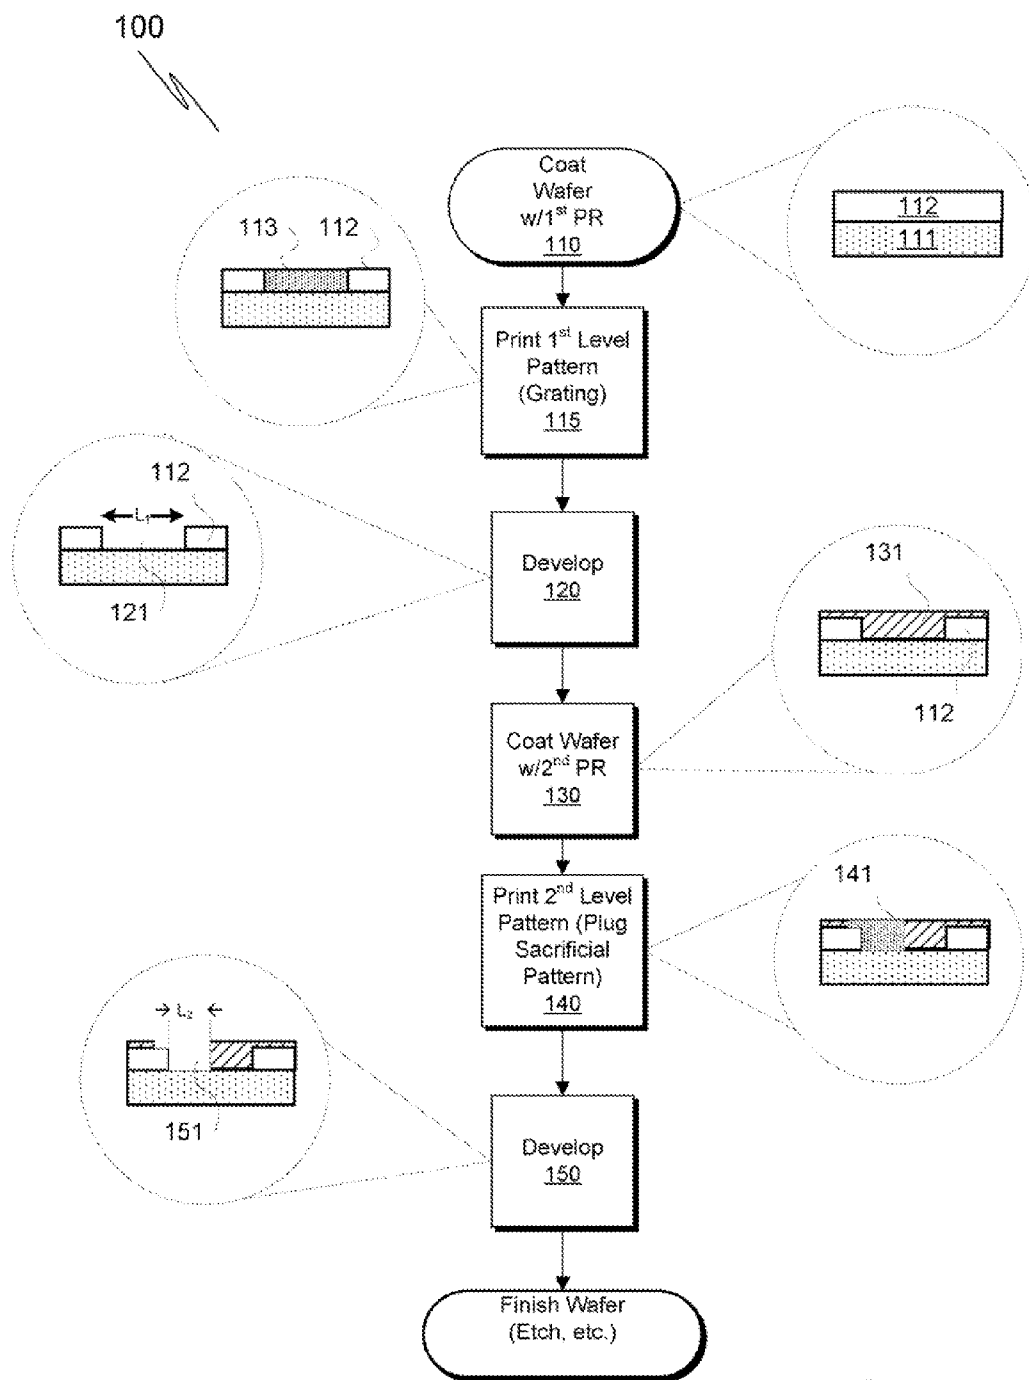 100
Coat
Wafer
w/1st PR
110
112
111
113 112
Print 1st Level
Pattern
(Grating)
115
112
L1
121
Develop
120
131
112
Coat Wafer
w/2nd PR
130
141
Print 2nd Level
Pattern (Plug
Sacrificial
Pattern)
140
L2
151
Develop
150
Finish Wafer
(Etch, etc.)